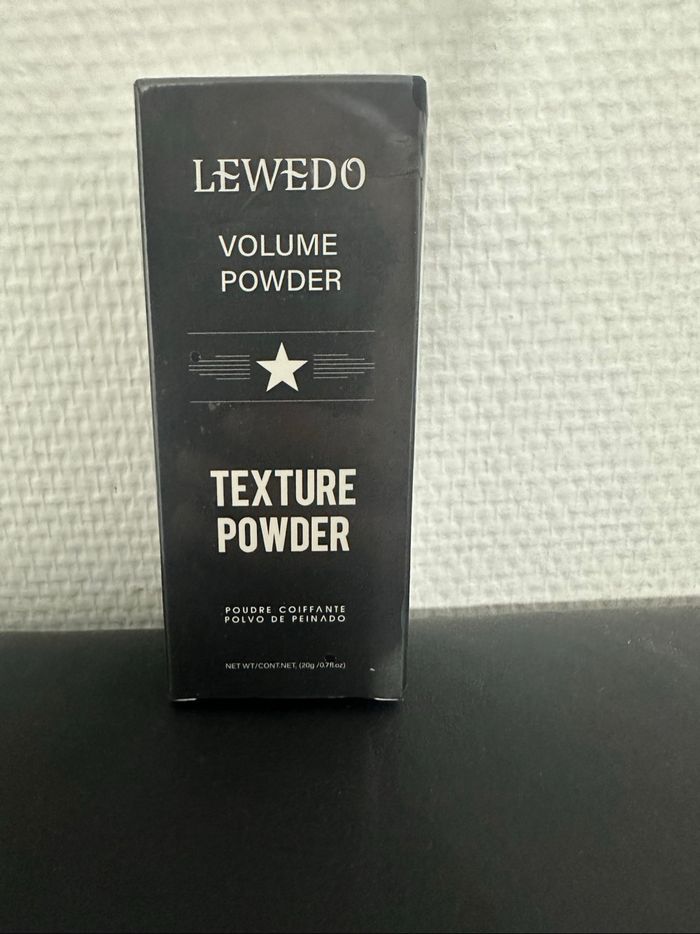 LEWEDO
VOLUME
POWDER
TEXTURE
POWDER
POUDRE COIFFANTE
POLVO DE PEINADO
NET WT/CONT.NET. (20g /0.7fl.oz)